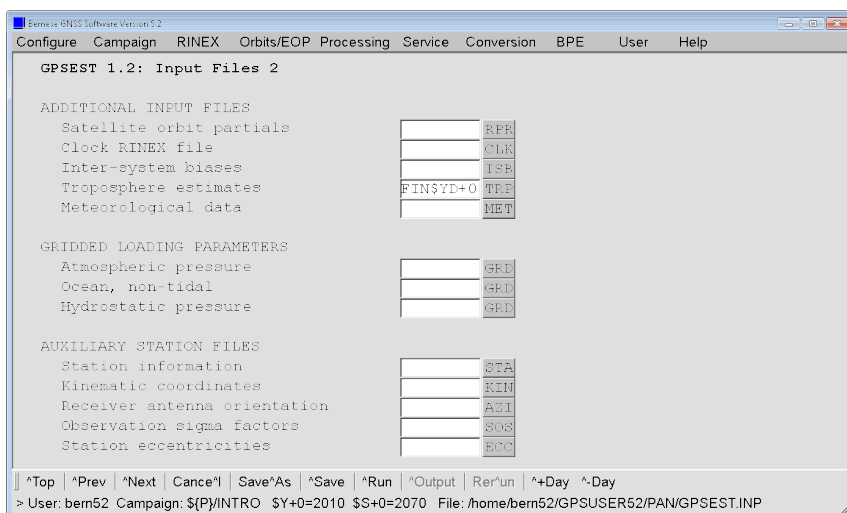 Bernese GNSS Software Version 5.2
Configure Campaign RINEX Orbits/EOP Processing Service Conversion BPE User Help
GPSEST 1.2: Input Files 2
ADDITIONAL INPUT FILES
Satellite orbit partials RPR
Clock RINEX file CLK
Inter-system biases ISB
Troposphere estimates FIN$YD+0 TRP
Meteorological data MET
GRIDDED LOADING PARAMETERS
Atmospheric pressure GRD
Ocean, non-tidal GRD
Hydrostatic pressure GRD
AUXILIARY STATION FILES
Station information STA
Kinematic coordinates KIN
Receiver antenna orientation AZI
Observation sigma factors SOS
Station eccentricities ECC
^Top ^Prev ^Next Cance^l Save^As ^Save ^Run ^Output Rer^un ^+Day ^-Day
> User: bern52 Campaign: ${P}/INTRO $Y+0=2010 $S+0=2070 File: /home/bern52/GPSUSER52/PAN/GPSEST.INP